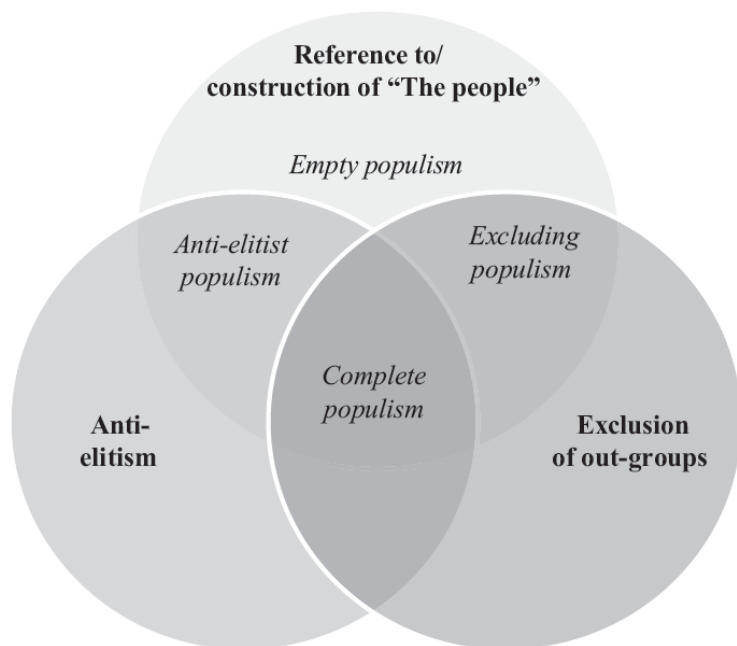 Reference to/
construction of “The people”
Empty populism
Anti-elitist
populism
Excluding
populism
Complete
populism
Anti-
elitism
Exclusion
of out-groups